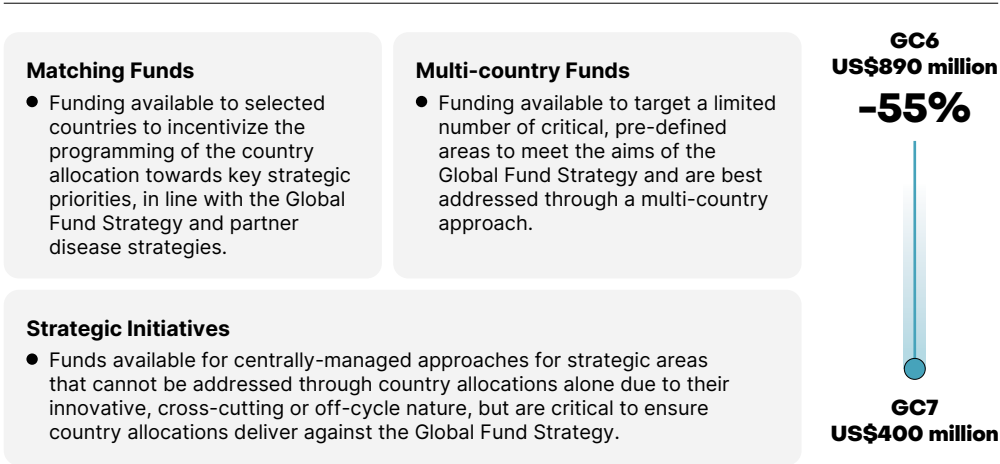 Matching Funds
● Funding available to selected
countries to incentivize the
programming of the country
allocation towards key strategic
priorities, in line with the Global
Fund Strategy and partner
disease strategies.
Multi-country Funds
● Funding available to target a limited
number of critical, pre-defined
areas to meet the aims of the
Global Fund Strategy and are best
addressed through a multi-country
approach.
Strategic Initiatives
● Funds available for centrally-managed approaches for strategic areas
that cannot be addressed through country allocations alone due to their
innovative, cross-cutting or off-cycle nature, but are critical to ensure
country allocations deliver against the Global Fund Strategy.
GC6
US$890 million
-55%
GC7
US$400 million